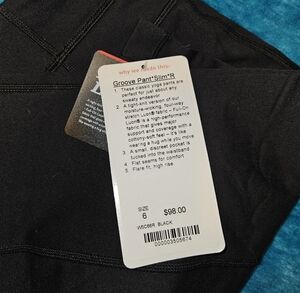 why we made this:
Groove Pant*Slim*R
1. These classic yoga pants are
perfect for just about any
sweaty endeavor
2. A tight-knit version of our
moisture-wicking, four-way
stretch Luon® fabric - Full-On
Luon® is a high-performance
fabric that gives major
support and coverage with a
cottony-soft feel - it's like
wearing a hug while you move
3. A small, discreet pocket is
tucked into the waistband
4. Flat seams for comfort
5. Flare fit, high rise
SIZE
6
$98.00
W5C66R BLACK
000003505674